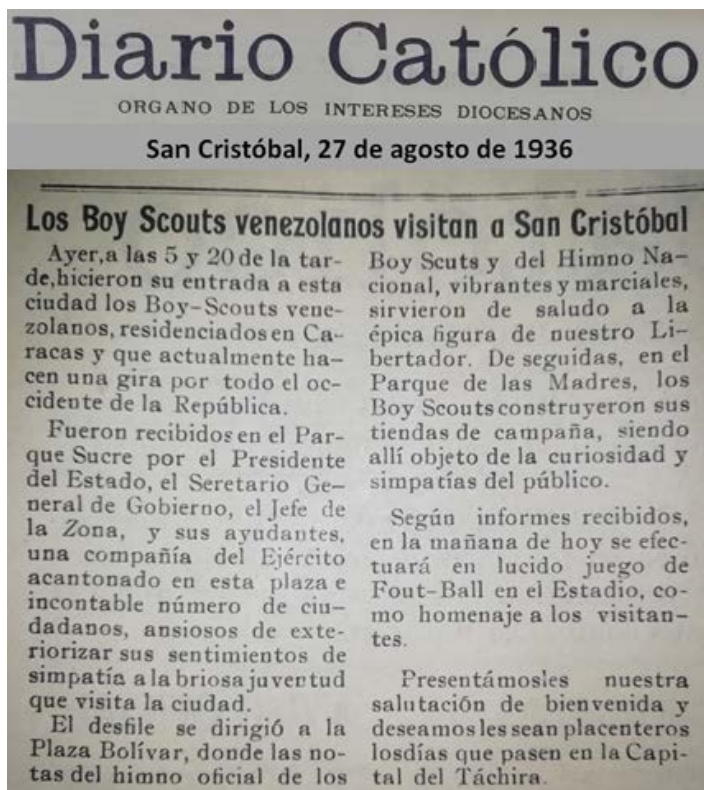 Diario Católico
ORGANO DE LOS INTERESES DIOCESANOS
San Cristóbal, 27 de agosto de 1936
Los Boy Scouts venezolanos visitan a San Cristóbal
Ayer,a las 5 y 20 de la tar-
de,hicieron su entrada a esta
ciudad los Boy-Scouts vene-
zolanos, residenciados en Ca-
racas y que actualmente ha-
cen una gira por todo el oc-
cidente de la República.
Fueron recibidos en el Par-
que Sucre por el Presidente
del Estado, el Seretario Ge-
neral de Gobierno, el Jefe de
la Zona, y sus ayudantes,
una compañía del Ejército
acantonado en esta plaza e
incontable número de ciu-
dadanos, ansiosos de exte-
riorizar sus sentimientos de
simpatía a la briosa juventud
que visita la ciudad.
El desfile se dirigió a la
Plaza Bolívar, donde las no-
tas del himno oficial de los
Boy Scuts y del Himno Na-
cional, vibrantes y marciales,
sirvieron de saludo a la
épica figura de nuestro Li-
bertador. De seguidas, en el
Parque de las Madres, los
Boy Scouts construyeron sus
tiendas de campaña, siendo
allí objeto de la curiosidad y
simpatías del público.
Según informes recibidos,
en la mañana de hoy se efec-
tuará en lucido juego de
Fout-Ball en el Estadio, co-
mo homenaje a los visitan-
tes.
Presentámosles nuestra
salutación de bienvenida y
deseamos les sean placenteros
losdías que pasen en la Capi-
tal del Táchira.